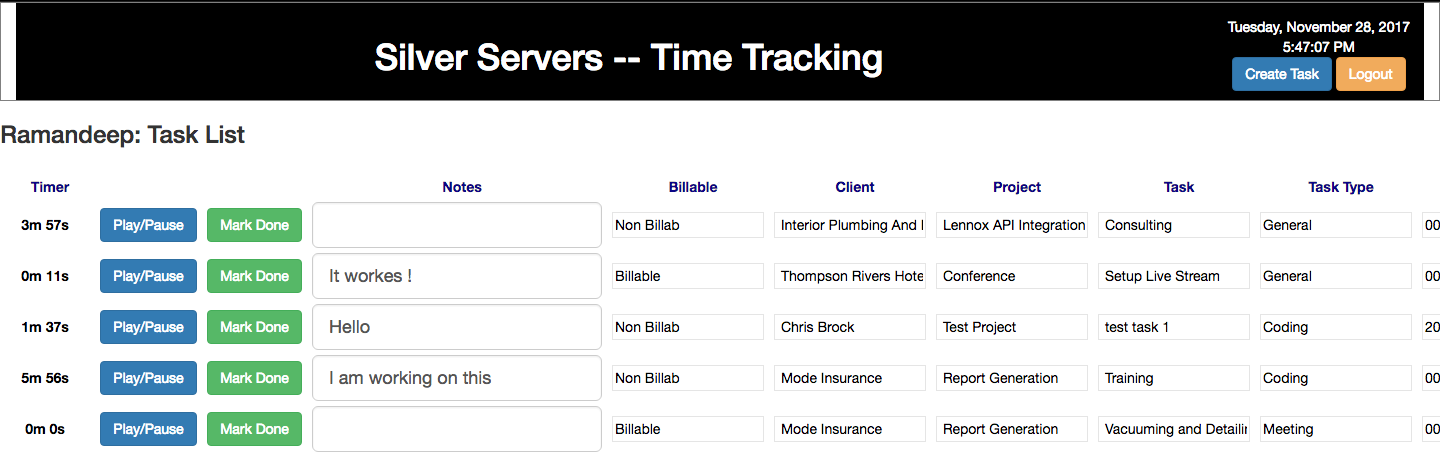 Tuesday, November 28, 2017
Silver Servers -- Time Tracking
5:47:07 PM
Create Task Logout
Ramandeep: Task List
Timer Notes Billable Client Project Task Task Type
3m 57s Play/Pause Mark Done Non Billab Interior Plumbing And Lennox API Integration Consulting General 00
0m 11s Play/Pause Mark Done It workes ! Billable Thompson Rivers Hote Conference Setup Live Stream General 00
1m 37s Play/Pause Mark Done Hello Non Billab Chris Brock Test Project test task 1 Coding 20
5m 56s Play/Pause Mark Done I am working on this Non Billab Mode Insurance Report Generation Training Coding 00
0m 0s Play/Pause Mark Done Billable Mode Insurance Report Generation Vacuuming and Detailin Meeting 00